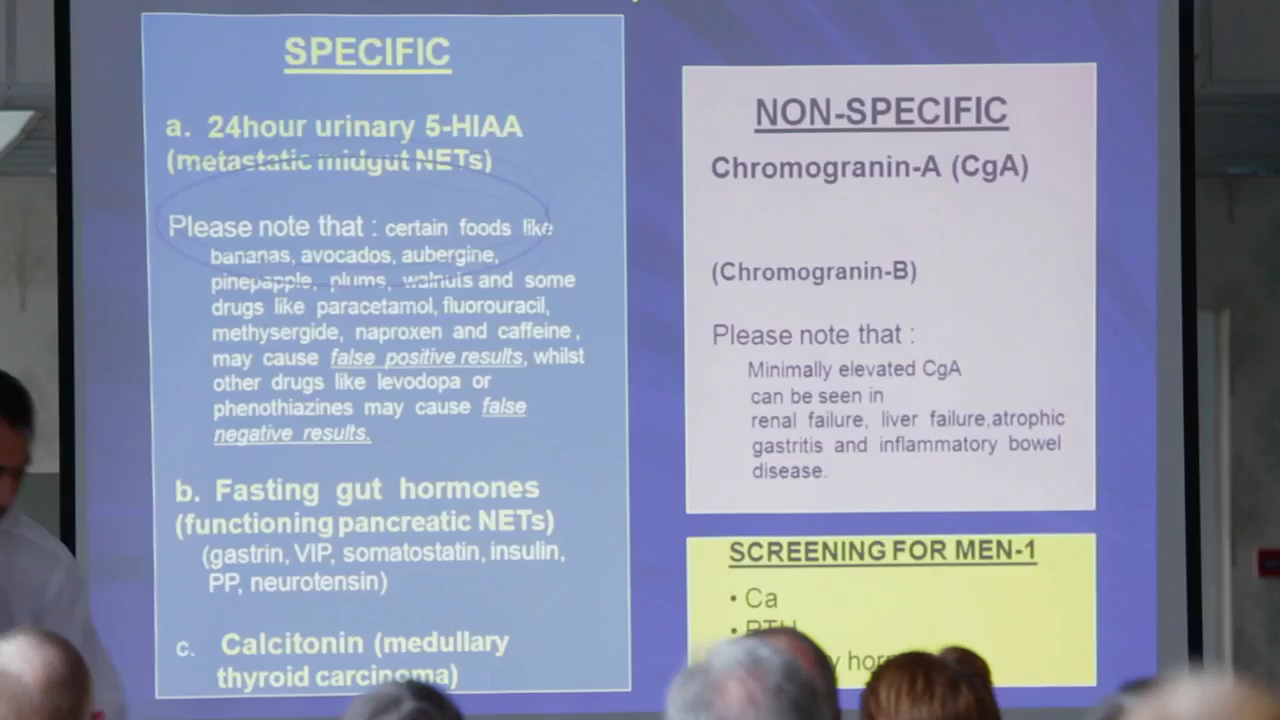 SPECIFIC
a. 24hour urinary 5-HIAA
(metastatic midgut NETs)
Please note that : certain foods like
bananas, avocados, aubergine,
pinepapple, plums, walnuts and some
drugs like paracetamol, fluorouracil,
methysergide, naproxen and caffeine,
may cause false positive results, whilst
other drugs like levodopa or
phenothiazines may cause false
negative results.
b. Fasting gut hormones
(functioning pancreatic NETs)
(gastrin, VIP, somatostatin, insulin,
PP, neurotensin)
c. Calcitonin (medullary
thyroid carcinoma)
NON-SPECIFIC
Chromogranin-A (CgA)
(Chromogranin-B)
Please note that :
Minimally elevated CgA
can be seen in
renal failure, liver failure,atrophic
gastritis and inflammatory bowel
disease.
SCREENING FOR MEN-1
• Ca
• PTH